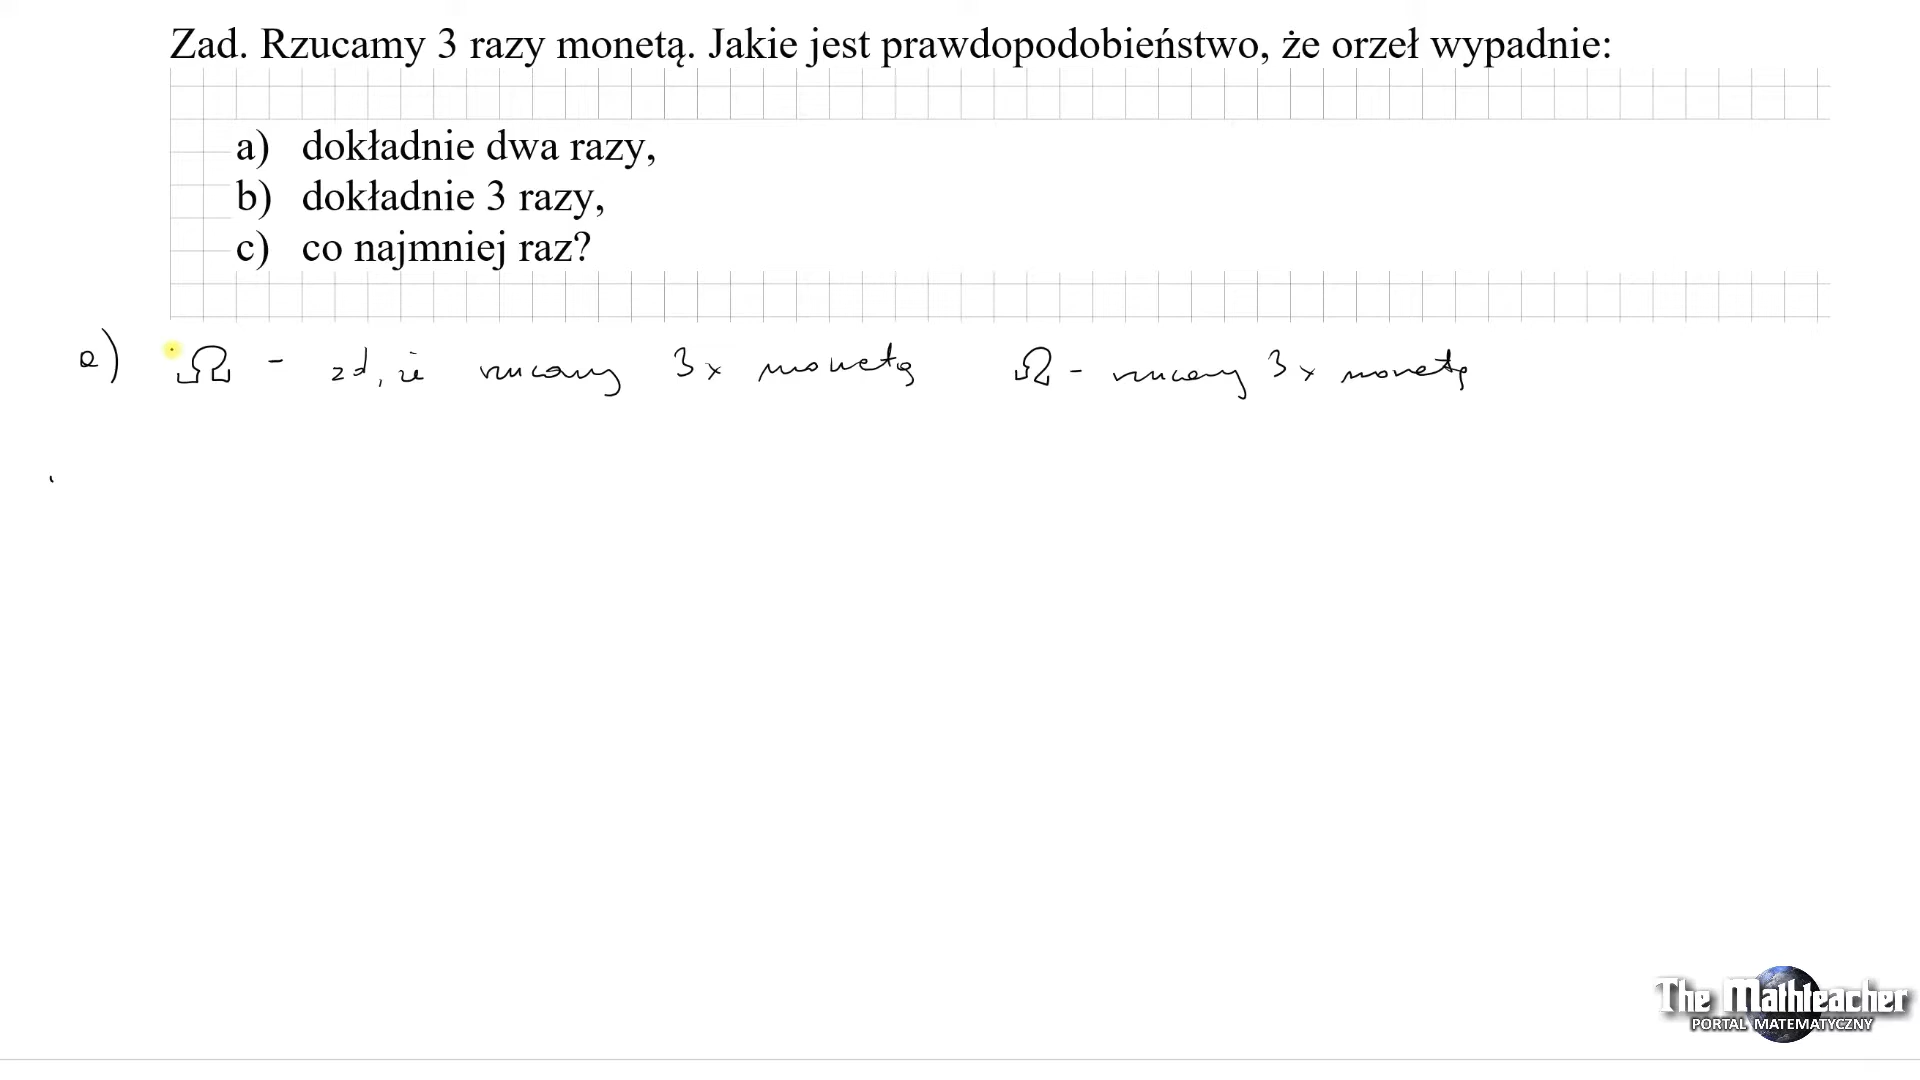 Zad. Rzucamy 3 razy monetą. Jakie jest prawdopodobieństwo, że orzeł wypadnie:
a) dokładnie dwa razy,
b) dokładnie 3 razy,
c) co najmniej raz?
a) Ω - zd, że rzucamy 3x monetą Ω - rzucamy 3x monetą
The Mathteacher
PORTAL MATEMATYCZNY